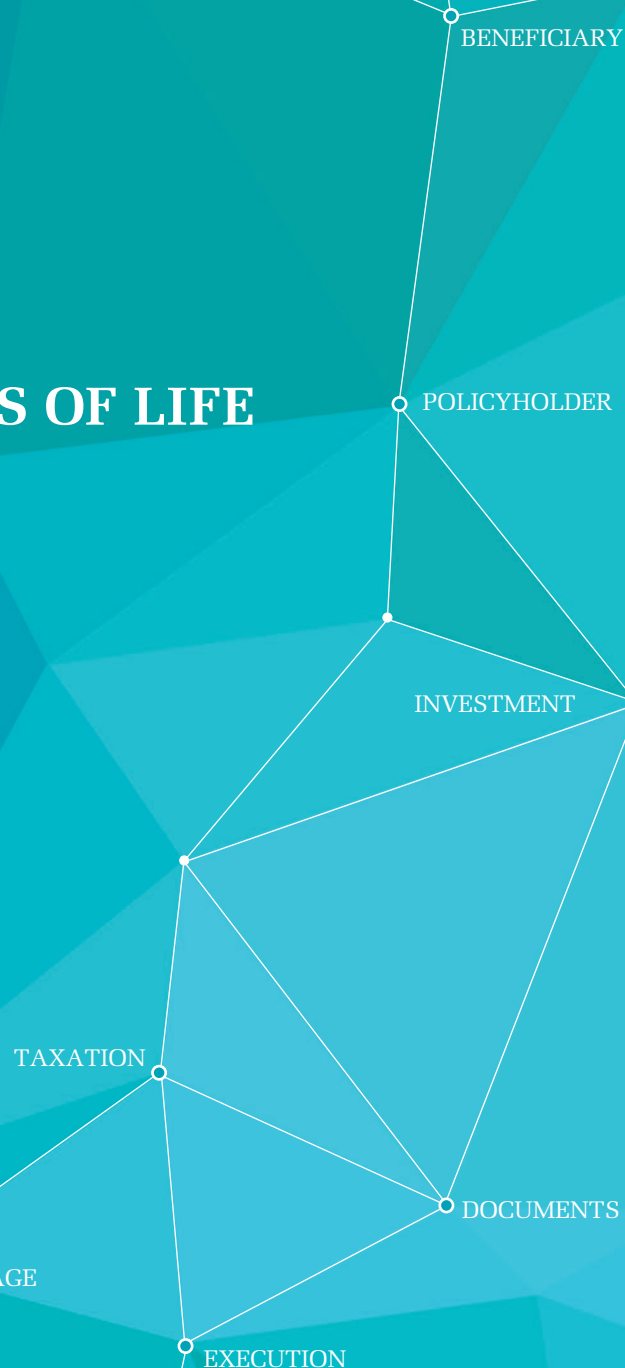 BENEFICIARY
S OF LIFE
POLICYHOLDER
INVESTMENT
TAXATION
DOCUMENTS
AGE
EXECUTION